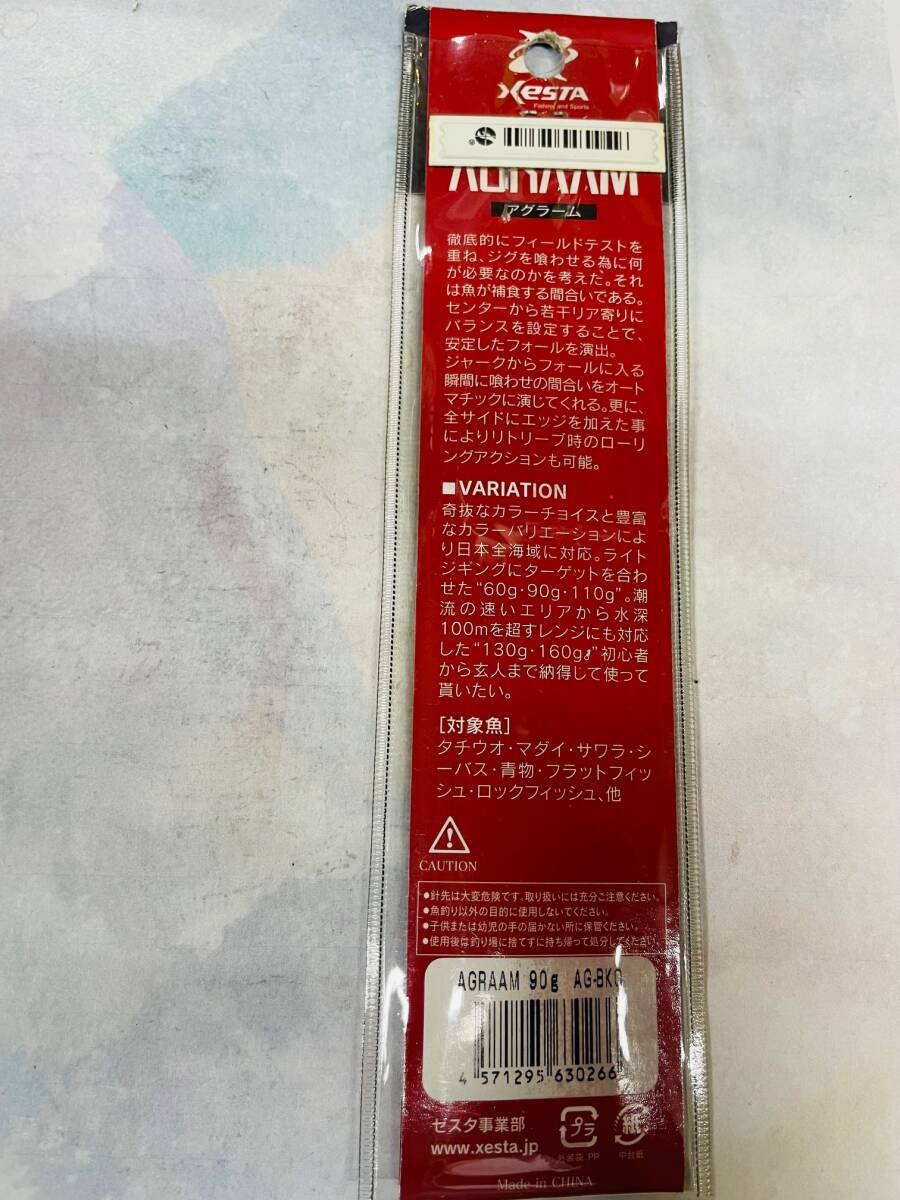 XESTA
Fishing and Sports
AGRAAM
アグラーム
徹底的にフィールドテストを
重ね、ジグを喰わせる為に何
が必要なのかを考えた。それ
は魚が補食する間合いである。
センターから若干リア寄りに
バランスを設定することで、
安定したフォールを演出。
ジャークからフォールに入る
瞬間に喰わせの間合いをオート
マチックに演じてくれる。更に、
全サイドにエッジを加えた事
によりリトリーブ時のローリ
ングアクションも可能。
■VARIATION
奇抜なカラーチョイスと豊富
なカラーバリエーションによ
り日本全海域に対応。ライト
ジギングにターゲットを合わ
せた“60g・90g・110g”。潮
流の速いエリアから水深
100mを超すレンジにも対応
した“130g・160g”初心者
から玄人まで納得して使って
貰いたい。
[対象魚]
タチウオ・マダイ・サワラ・シ
ーバス・青物・フラットフィッ
シュ・ロックフィッシュ、他
CAUTION
●針先は大変危険です。取り扱いには充分ご注意ください。
●魚釣り以外の目的に使用しないでください。
●子供または幼児の手の届かない所に保管ください。
●使用後は釣り場に捨てずに持ち帰って処分してください。
AGRAAM 90g AG-BKG
4 571295 630266
ゼスタ事業部
www.xesta.jp
プラ
外装袋 PP
紙
中台紙
Made in CHINA